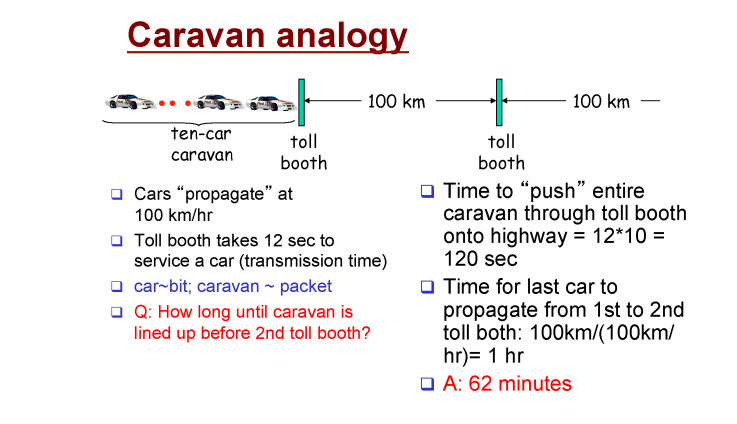 Caravan analogy
100 km
100 km
ten-car
caravan
toll
booth
toll
booth
Cars “propagate” at
100 km/hr
Toll booth takes 12 sec to
service a car (transmission time)
car~bit; caravan ~ packet
Q: How long until caravan is
lined up before 2nd toll booth?
Time to “push” entire
caravan through toll booth
onto highway = 12*10 =
120 sec
Time for last car to
propagate from 1st to 2nd
toll both: 100km/(100km/
hr)= 1 hr
A: 62 minutes